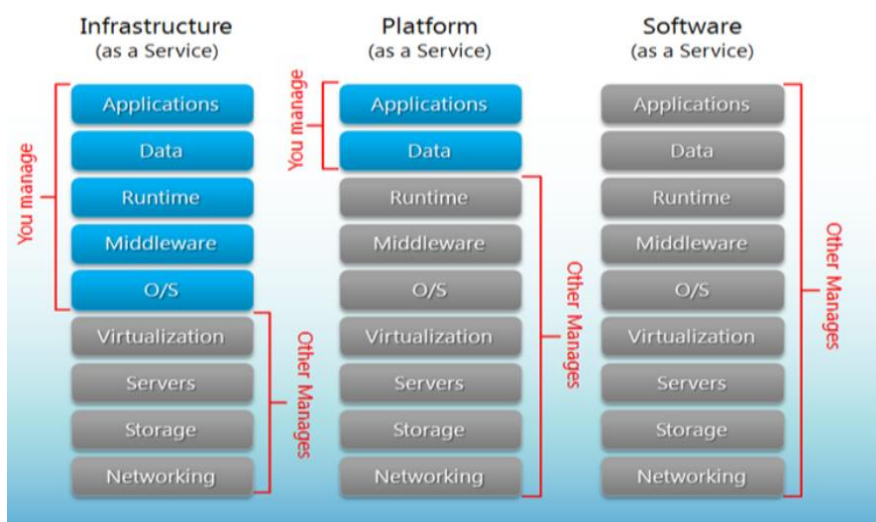 Infrastructure
(as a Service)
You manage
Applications
Data
Runtime
Middleware
O/S
Virtualization
Servers
Storage
Networking
Other Manages
Platform
(as a Service)
You manage
Applications
Data
Runtime
Middleware
O/S
Virtualization
Servers
Storage
Networking
Other Manages
Software
(as a Service)
Applications
Data
Runtime
Middleware
O/S
Virtualization
Servers
Storage
Networking
Other Manages